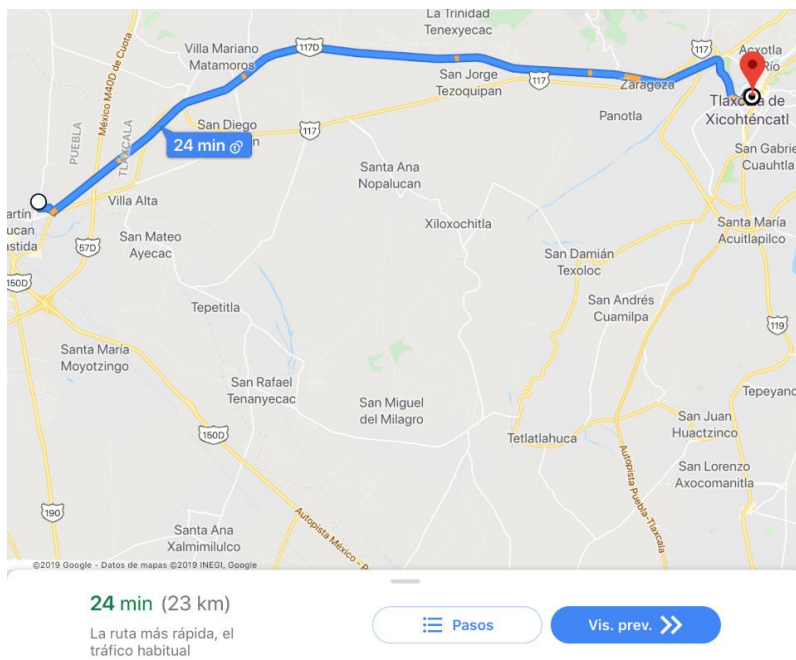 La Trinidad
Tenexyecac
Villa Mariano
Matamoros
117D
117
Acxotla
Río
México M40D de Cuota
San Jorge
Tezoquipan
117
Zaragoza
Tlaxcala de
Xicohténcatl
PUEBLA
TLAXCALA
San Diego
117
Panotla
24 min
San Gabrie
Cuauhtla
Santa Ana
Nopalucan
Villa Alta
artín
ucan
astida
Xiloxochitla
Santa María
Acuitlapilco
San Mateo
Ayecac
57D
San Damián
Texoloc
150D
Tepetitla
San Andrés
Cuamilpa
119
Santa María
Moyotzingo
San Rafael
Tenanyecac
San Miguel
del Milagro
Tepeyano
San Juan
Huactzinco
150D
Tetlatlahuca
San Lorenzo
Axocomanitla
Autopista Puebla-Tlaxcala
190
Autopista México - P
Santa Ana
Xalmimilulco
©2019 Google - Datos de mapas ©2019 INEGI, Google
24 min (23 km)
La ruta más rápida, el
tráfico habitual
Pasos
Vis. prev.